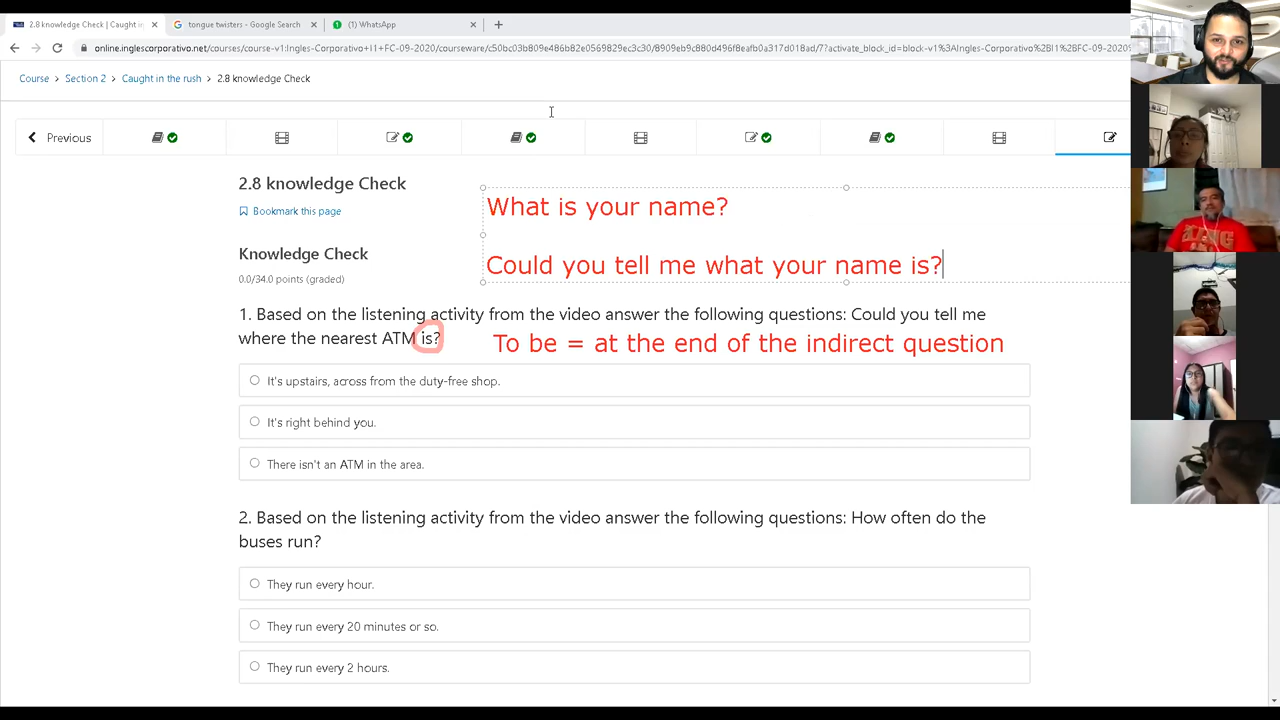 2.8 knowledge Check | Caught in
tongue twisters - Google Search
(1) WhatsApp
Course > Section 2 > Caught in the rush > 2.8 knowledge Check
Previous
2.8 knowledge Check
Bookmark this page
What is your name?
Could you tell me what your name is?
Knowledge Check
0.0/34.0 points (graded)
1. Based on the listening activity from the video answer the following questions: Could you tell me
where the nearest ATM is?
To be = at the end of the indirect question
It's upstairs, across from the duty-free shop.
It's right behind you.
There isn't an ATM in the area.
2. Based on the listening activity from the video answer the following questions: How often do the
buses run?
They run every hour.
They run every 20 minutes or so.
They run every 2 hours.